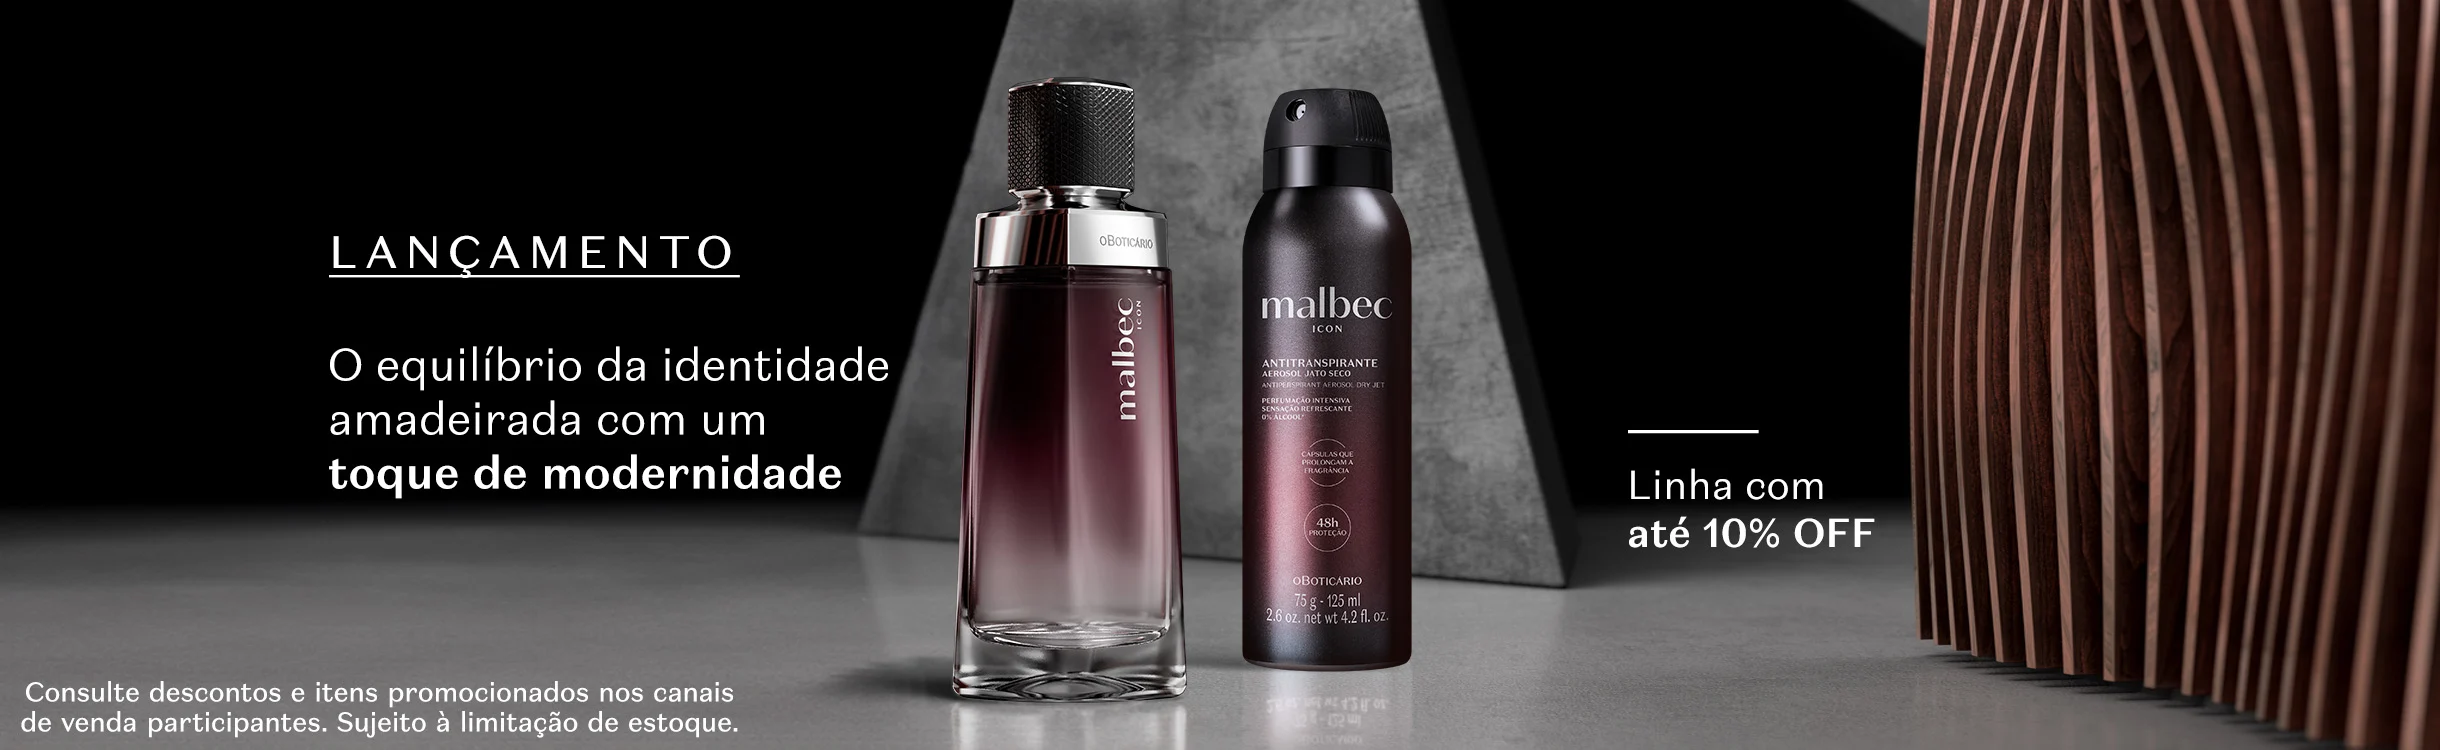 LANÇAMENTO
O equilíbrio da identidade
amadeirada com um
toque de modernidade
Consulte descontos e itens promocionados nos canais
de venda participantes. Sujeito à limitação de estoque.
oBOTICÁRIO
malbec
ICON
malbec
ICON
ANTITRANSPIRANTE
AEROSOL JATO SECO
ANTIPERSPIRANT AEROSOL DRY JET
PERFUMAÇÃO INTENSIVA
SENSAÇÃO REFRESCANTE
0% ÁLCOOL*
CÁPSULAS QUE
PROLONGAM A
FRAGRÂNCIA
48h
PROTEÇÃO
oBOTICÁRIO
75 g - 125 ml
2.6 oz. net wt 4.2 fl. oz.
Linha com
até 10% OFF